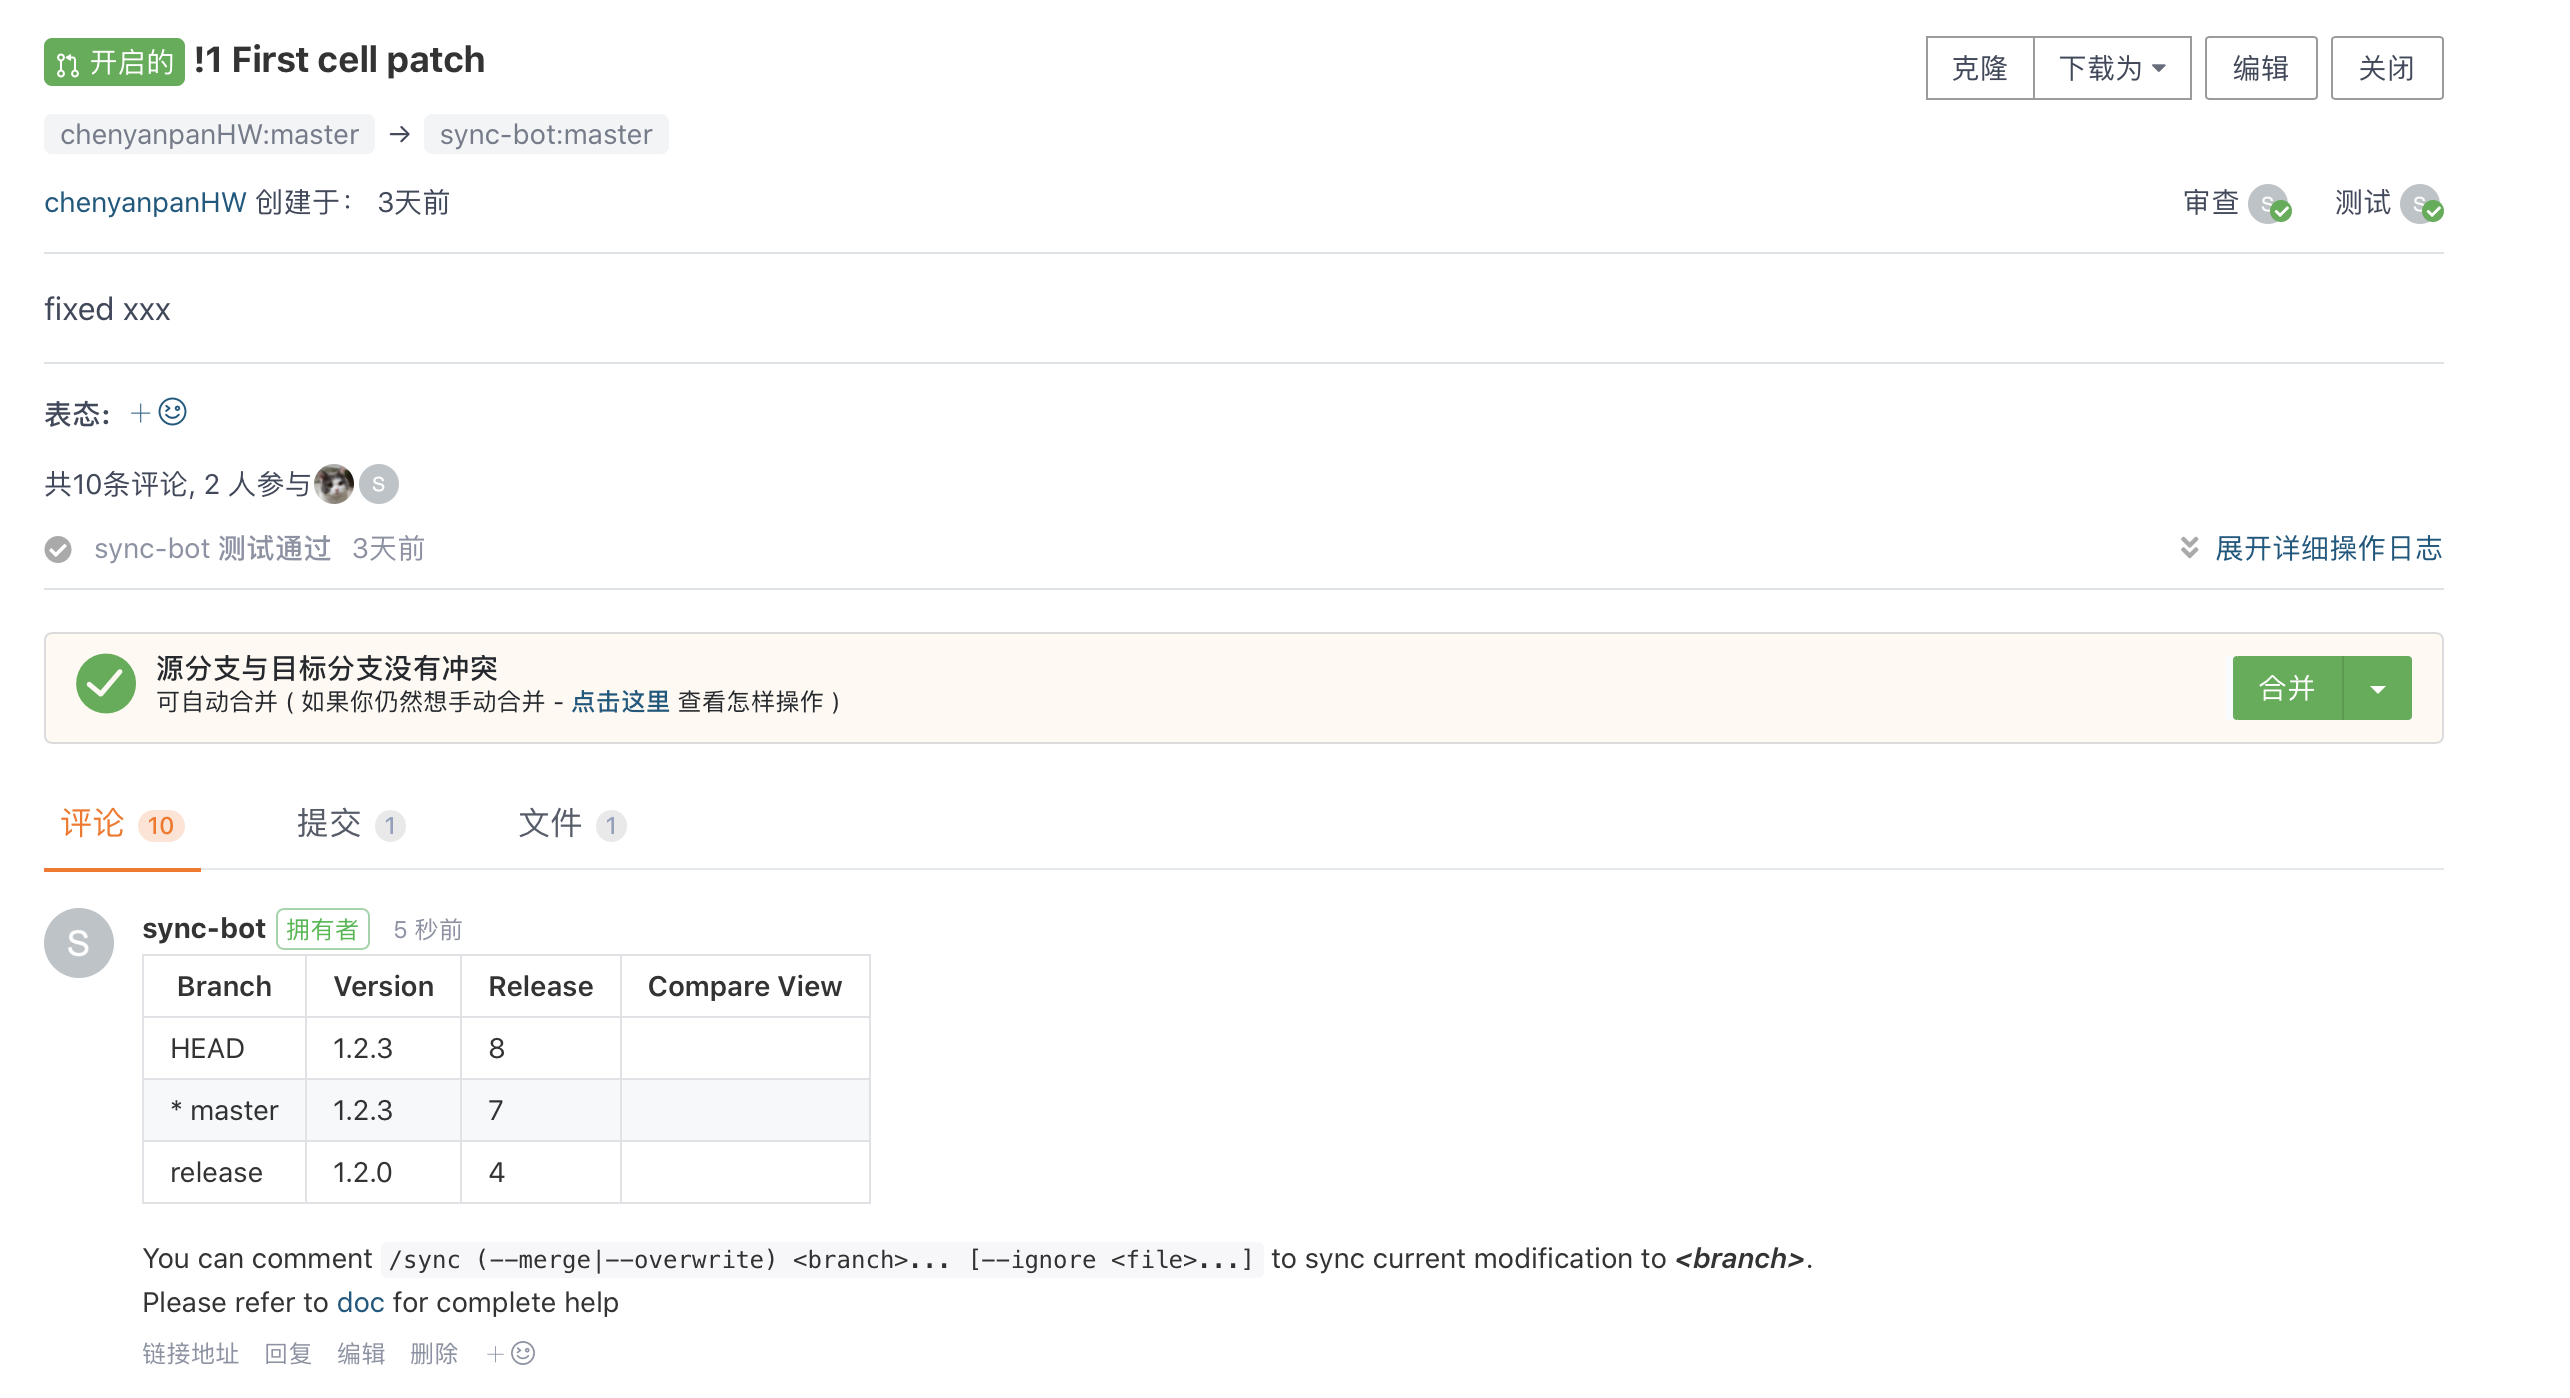 开启的 !1 First cell patch
克隆 下载为 编辑 关闭
chenyanpanHW:master → sync-bot:master
chenyanpanHW 创建于： 3天前
审查 S 测试 S
fixed xxx
表态: +
共10条评论, 2 人参与 S
sync-bot 测试通过 3天前
展开详细操作日志
源分支与目标分支没有冲突
可自动合并 ( 如果你仍然想手动合并 - 点击这里 查看怎样操作 )
合并
评论 10 提交 1 文件 1
S
sync-bot 拥有者 5 秒前
Branch Version Release Compare View
HEAD 1.2.3 8
* master 1.2.3 7
release 1.2.0 4
You can comment /sync (--merge|--overwrite) <branch>... [--ignore <file>...] to sync current modification to <branch>.
Please refer to doc for complete help
链接地址 回复 编辑 删除 +